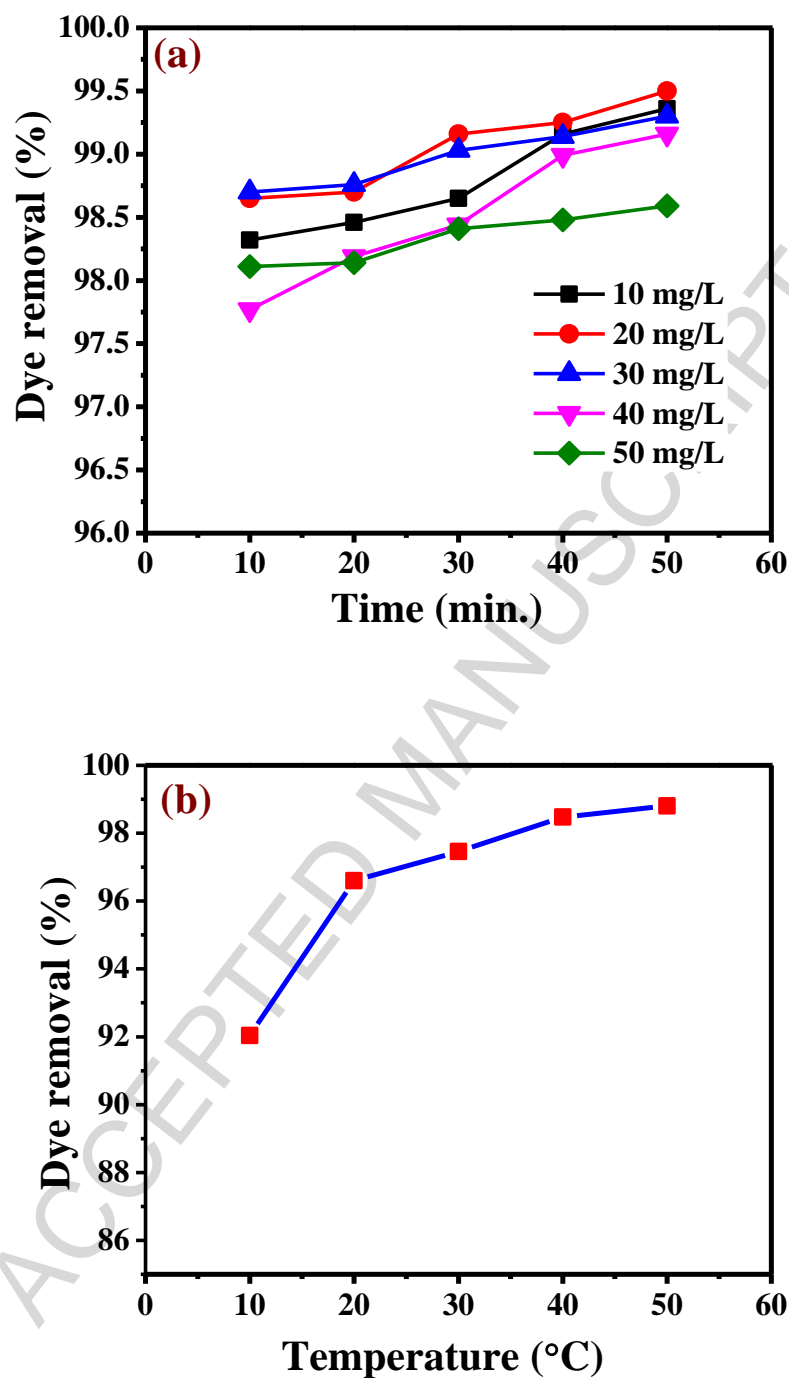 (a)
Dye removal (%)
100.0
99.5
99.0
98.5
98.0
97.5
97.0
96.5
96.0
10 mg/L
20 mg/L
30 mg/L
40 mg/L
50 mg/L
0 10 20 30 40 50 60
Time (min.)
(b)
Dye removal (%)
100
98
96
94
92
90
88
86
0 10 20 30 40 50 60
Temperature (°C)
ACCEPTED MANUSCRIPT